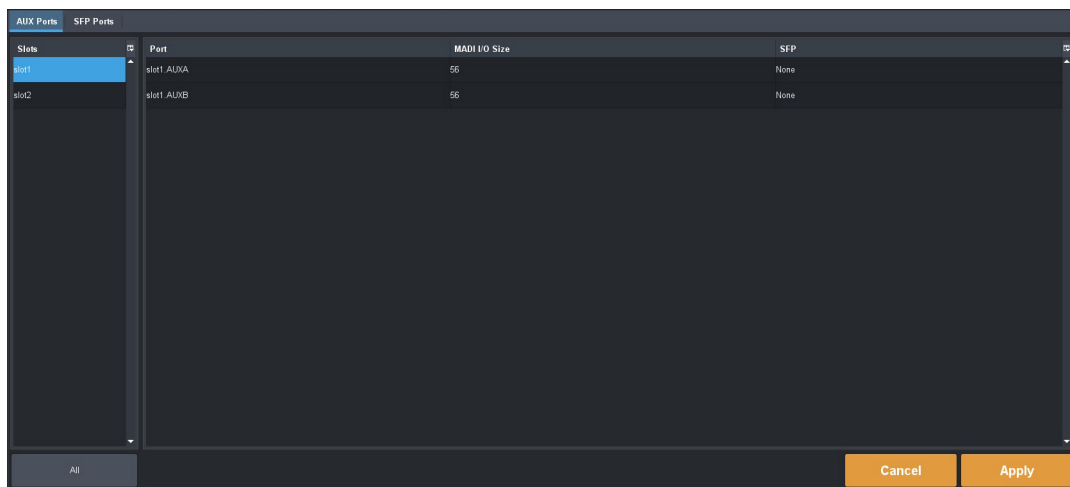 AUX Ports SFP Ports
Slots Port MADI I/O Size SFP
slot1 slot1.AUXA 56 None
slot2 slot1.AUXB 56 None
All Cancel Apply